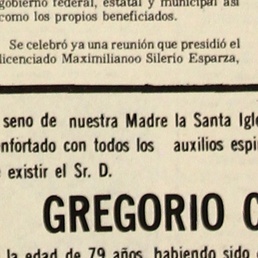 gobierno federal, estatal y municipal así
como los propios beneficiados.
Se celebró ya una reunión que presidió el
licenciado Maximilianoo Silerio Esparza,
seno de nuestra Madre la Santa Igle
nfortado con todos los auxilios espi
existir el Sr. D.
GREGORIO C
la edad de 79 años, habiendo sido